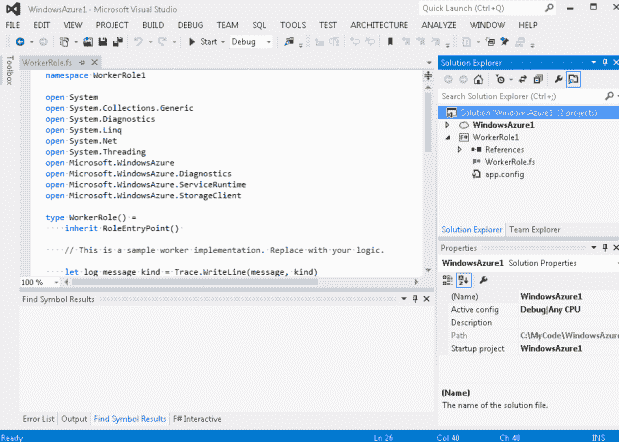 WindowsAzure1 - Microsoft Visual Studio
Quick Launch (Ctrl+;)
FILE EDIT VIEW PROJECT BUILD DEBUG TEAM SQL TOOLS TEST ARCHITECTURE ANALYZE WINDOW HELP
Start Debug
Toolbox
WorkerRole.fs
namespace WorkerRole1
open System
open System.Collections.Generic
open System.Diagnostics
open System.Linq
open System.Net
open System.Threading
open Microsoft.WindowsAzure
open Microsoft.WindowsAzure.Diagnostics
open Microsoft.WindowsAzure.ServiceRuntime
open Microsoft.WindowsAzure.StorageClient
type WorkerRole() =
inherit RoleEntryPoint()
// This is a sample worker implementation. Replace with your logic.
let log message kind = Trace.WriteLine(message, kind)
100 %
Find Symbol Results
Error List Output Find Symbol Results F# Interactive
Solution Explorer
Search Solution Explorer (Ctrl+;)
Solution 'WindowsAzure1' (2 projects)
WindowsAzure1
WorkerRole1
References
WorkerRole.fs
app.config
Solution Explorer Team Explorer
Properties
WindowsAzure1 Solution Properties
(Name) WindowsAzure1
Active config Debug|Any CPU
Description
Path C:\MyCode\WindowsAzure
Startup project WindowsAzure1
(Name)
The name of the solution file.
Ready Ln 26 Col 40 Ch 48 INS